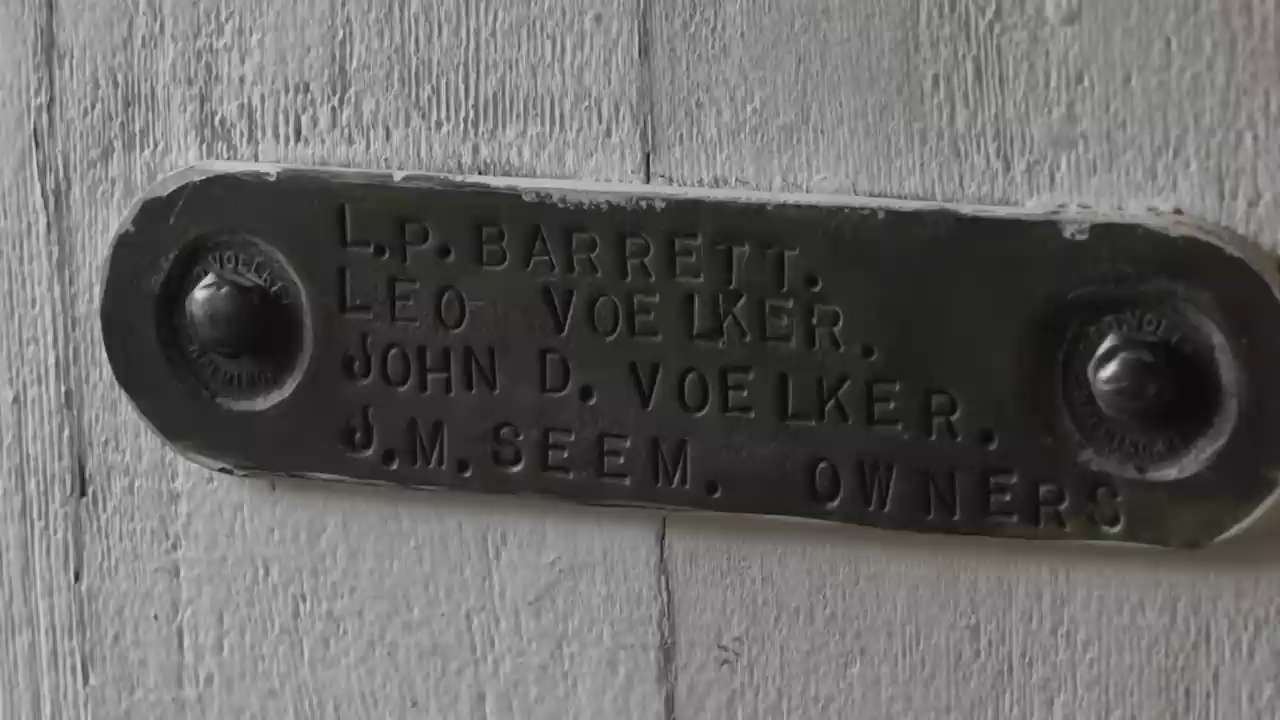 L.P. BARRETT.
LEO VOELKER.
JOHN D. VOELKER.
J.M. SEEM. OWNERS